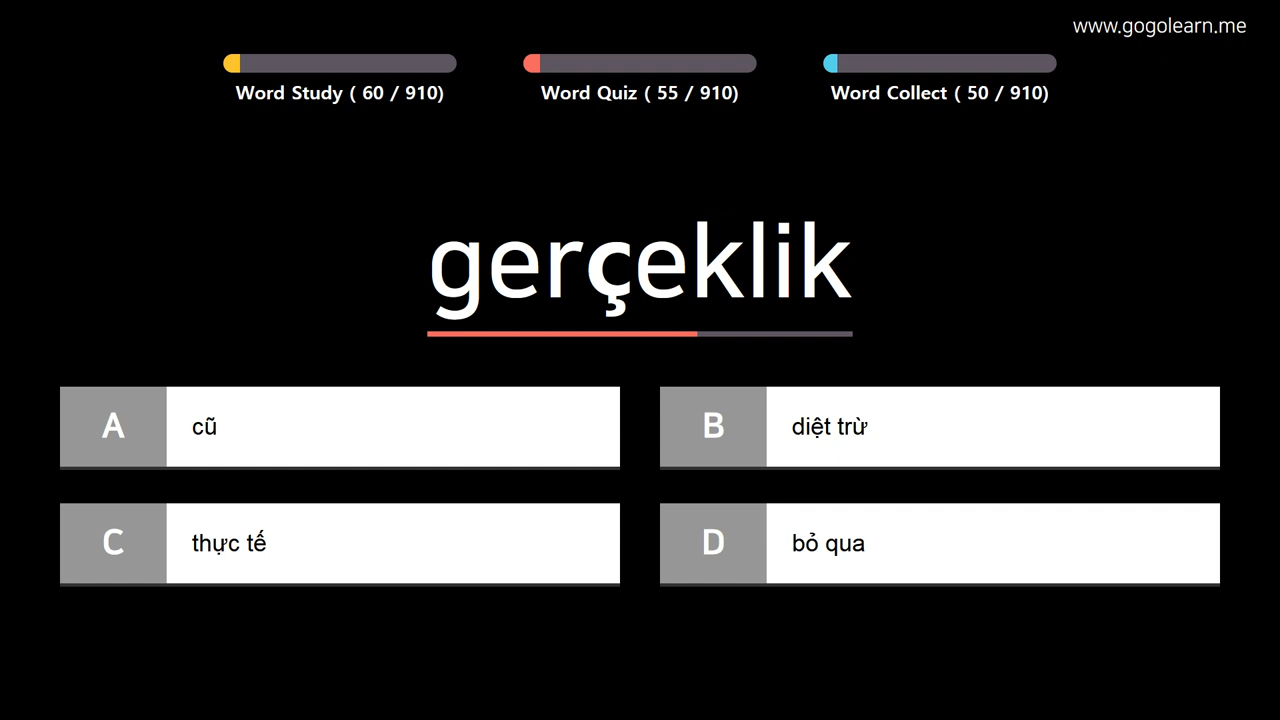 www.gogolearn.me
Word Study ( 60 / 910)
Word Quiz ( 55 / 910)
Word Collect ( 50 / 910)
gerçeklik
A cũ
B diệt trừ
C thực tế
D bỏ qua